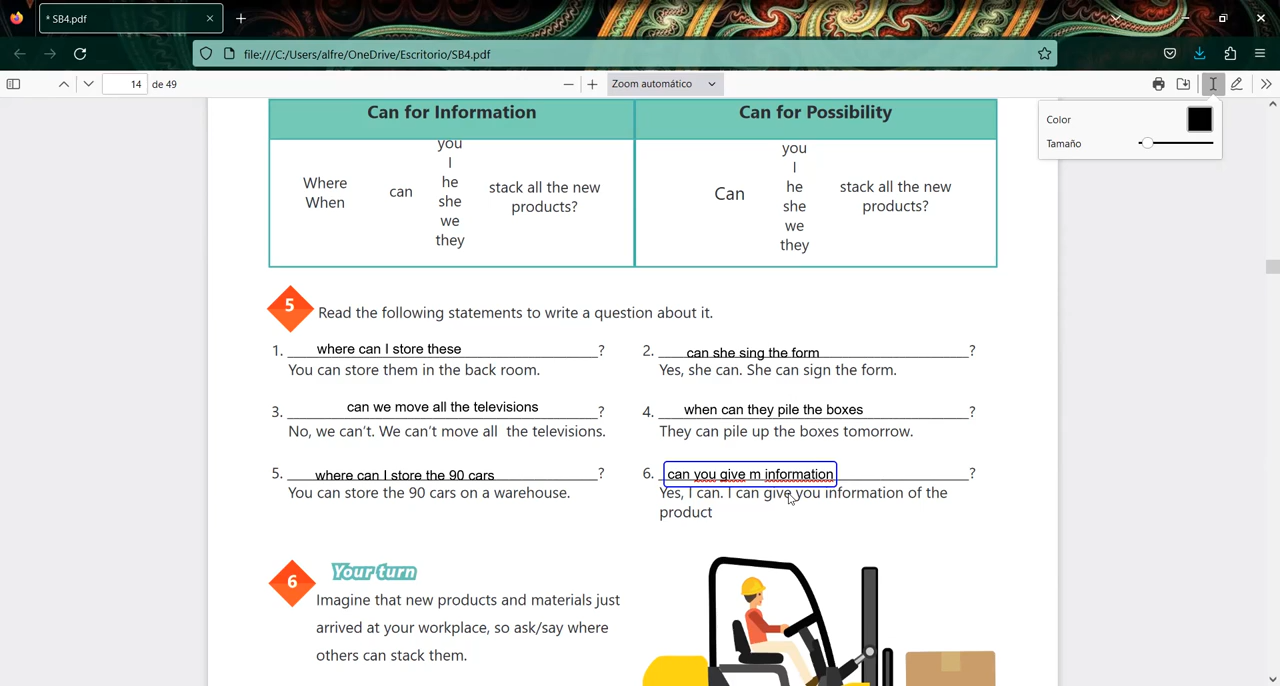 * SB4.pdf
file:///C:/Users/alfre/OneDrive/Escritorio/SB4.pdf
14 de 49
Zoom automático
Color
Tamaño
Can for Information
Can for Possibility
Where
When
can
you
I
he
she
we
they
stack all the new
products?
Can
you
I
he
she
we
they
stack all the new
products?
5 Read the following statements to write a question about it.
1. where can I store these ?
You can store them in the back room.
2. can she sing the form ?
Yes, she can. She can sign the form.
3. can we move all the televisions ?
No, we can't. We can't move all the televisions.
4. when can they pile the boxes ?
They can pile up the boxes tomorrow.
5. where can I store the 90 cars ?
You can store the 90 cars on a warehouse.
6. can you give m information ?
Yes, I can. I can give you information of the
product
6 Your turn
Imagine that new products and materials just
arrived at your workplace, so ask/say where
others can stack them.